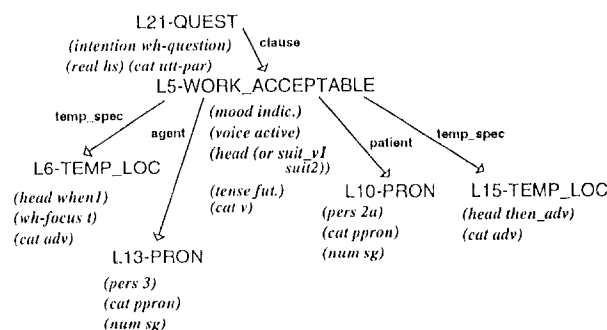 L21-QUEST
(intention wh-question)
clause
(real hs) (cat utt-par)
L5-WORK_ACCEPTABLE
temp_spec
agent
(mood indic.)
(voice active)
(head (or suit_v1
suit2))
(tense fut.)
(cat v)
patient
temp_spec
L6-TEMP_LOC
(head when1)
(wh-focus t)
(cat adv)
L10-PRON
(pers 2a)
(cat ppron)
(num sg)
L15-TEMP_LOC
(head then_adv)
(cat adv)
L13-PRON
(pers 3)
(cat ppron)
(num sg)